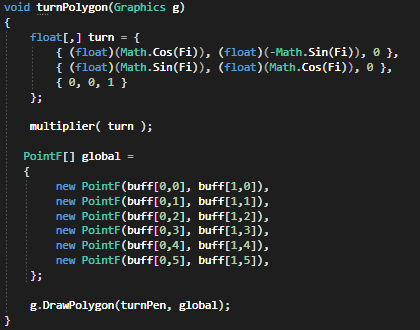 void turnPolygon(Graphics g)
{
float[,] turn = {
{ (float)(Math.Cos(Fi)), (float)(-Math.Sin(Fi)), 0 },
{ (float)(Math.Sin(Fi)), (float)(Math.Cos(Fi)), 0 },
{ 0, 0, 1 }
};
multiplier( turn );
PointF[] global =
{
new PointF(buff[0,0], buff[1,0]),
new PointF(buff[0,1], buff[1,1]),
new PointF(buff[0,2], buff[1,2]),
new PointF(buff[0,3], buff[1,3]),
new PointF(buff[0,4], buff[1,4]),
new PointF(buff[0,5], buff[1,5]),
};
g.DrawPolygon(turnPen, global);
}